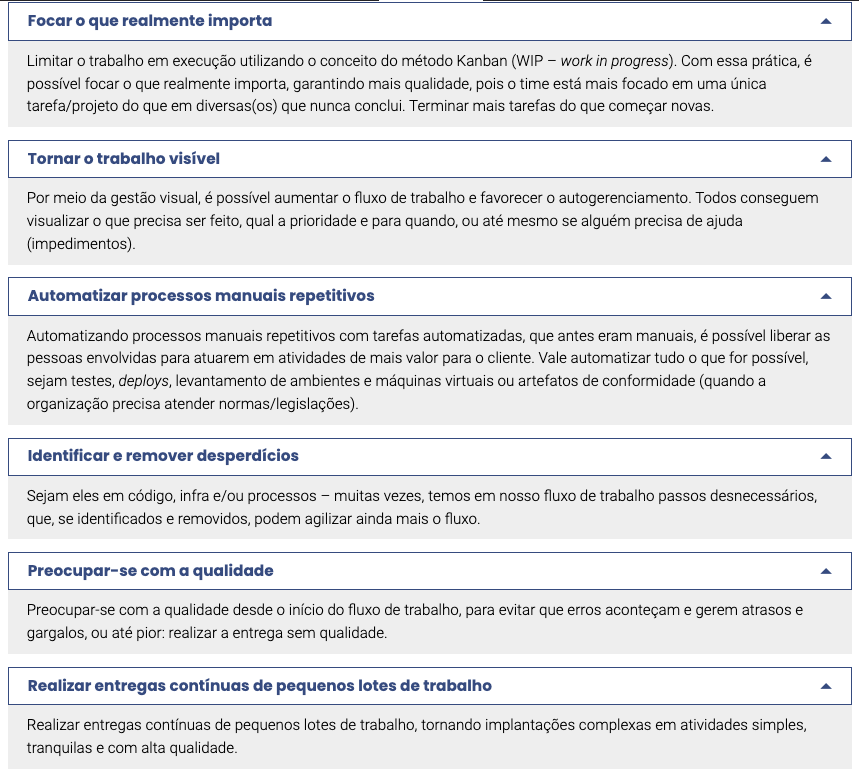 Focar o que realmente importa
Limitar o trabalho em execução utilizando o conceito do método Kanban (WIP – work in progress). Com essa prática, é
possível focar o que realmente importa, garantindo mais qualidade, pois o time está mais focado em uma única
tarefa/projeto do que em diversas(os) que nunca conclui. Terminar mais tarefas do que começar novas.
Tornar o trabalho visível
Por meio da gestão visual, é possível aumentar o fluxo de trabalho e favorecer o autogerenciamento. Todos conseguem
visualizar o que precisa ser feito, qual a prioridade e para quando, ou até mesmo se alguém precisa de ajuda
(impedimentos).
Automatizar processos manuais repetitivos
Automatizando processos manuais repetitivos com tarefas automatizadas, que antes eram manuais, é possível liberar as
pessoas envolvidas para atuarem em atividades de mais valor para o cliente. Vale automatizar tudo o que for possível,
sejam testes, deploys, levantamento de ambientes e máquinas virtuais ou artefatos de conformidade (quando a
organização precisa atender normas/legislações).
Identificar e remover desperdícios
Sejam eles em código, infra e/ou processos – muitas vezes, temos em nosso fluxo de trabalho passos desnecessários,
que, se identificados e removidos, podem agilizar ainda mais o fluxo.
Preocupar-se com a qualidade
Preocupar-se com a qualidade desde o início do fluxo de trabalho, para evitar que erros aconteçam e gerem atrasos e
gargalos, ou até pior: realizar a entrega sem qualidade.
Realizar entregas contínuas de pequenos lotes de trabalho
Realizar entregas contínuas de pequenos lotes de trabalho, tornando implantações complexas em atividades simples,
tranquilas e com alta qualidade.